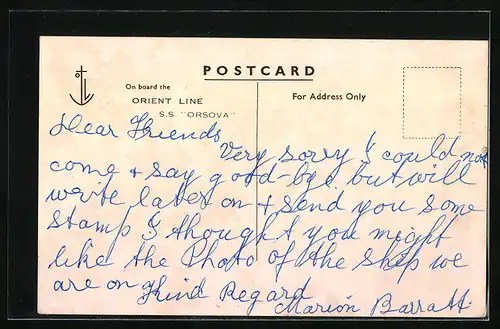 POSTCARD
On board the
ORIENT LINE
S.S. "ORSOVA"
For Address Only
Dear Friends
Very sorry I could not
come + say good-bye but will
write later on + send you some
stamp I thought you might
like the Photo of the ship we
are on. Kind Regard
Marion Barratt.